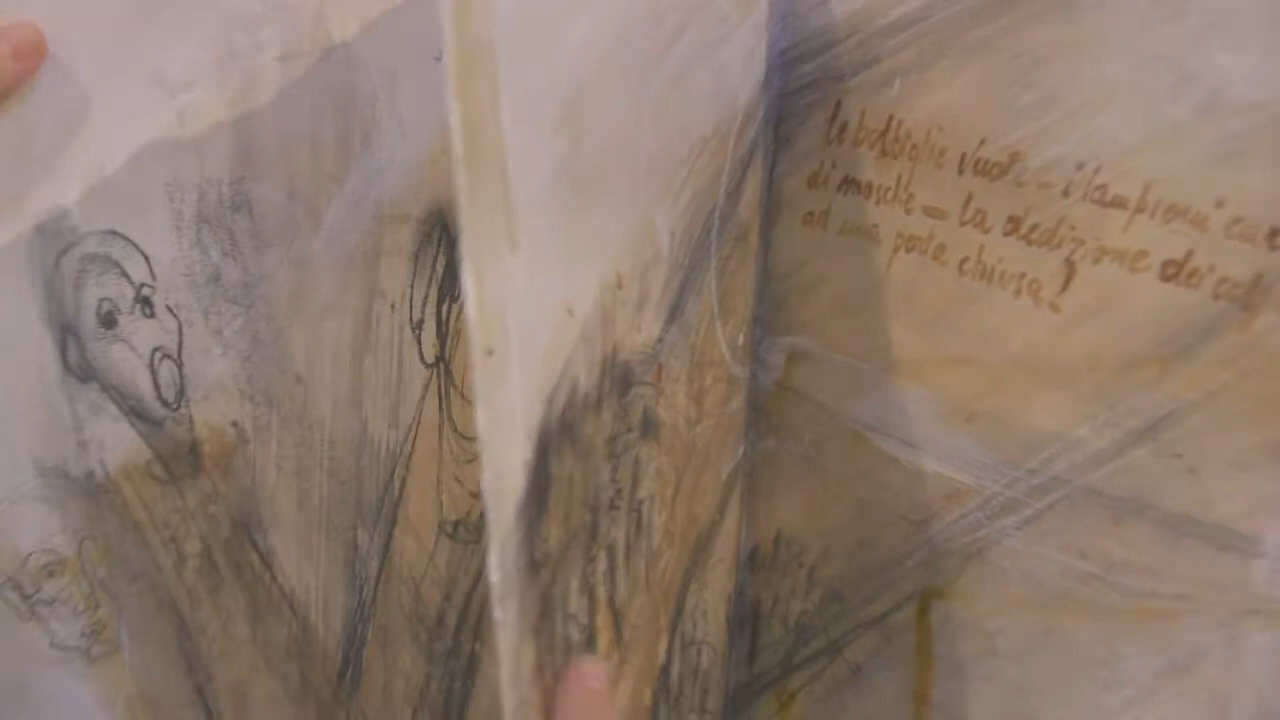 le bottiglie vuote - i lampioni
di mosche - la dedizione dei
ad una porta chiusa!